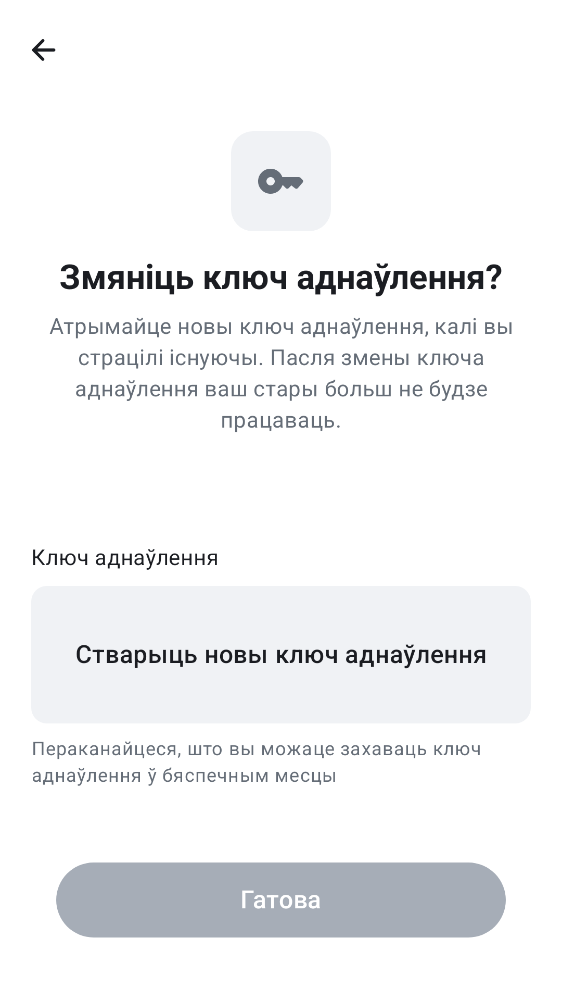 Змяніць ключ аднаўлення?
Атрымайце новы ключ аднаўлення, калі вы
страцілі існуючы. Пасля змены ключа
аднаўлення ваш стары больш не будзе
працаваць.
Ключ аднаўлення
Стварыць новы ключ аднаўлення
Пераканайцеся, што вы можаце захаваць ключ
аднаўлення ў бяспечным месцы
Гатова